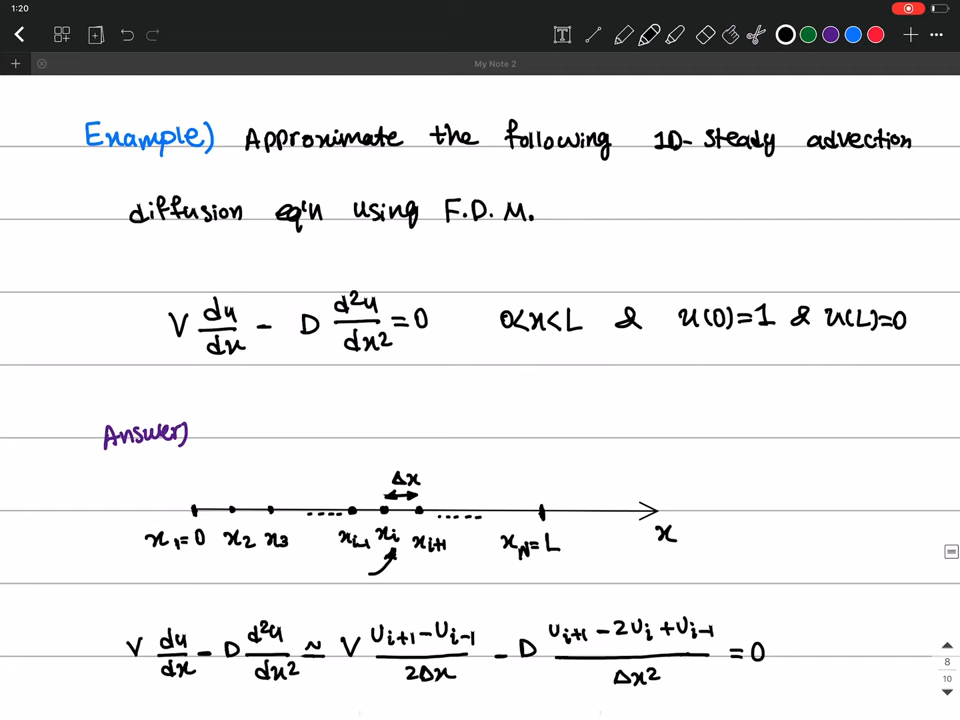 1:20
My Note 2
Example) Approximate the following 1D-steady advection
diffusion eq'n using F.D.M.
V du/dx - D d²u/dx² = 0 0<x<L & u(0)=1 & u(L)=0
Answer)
Δx
x₁=0 x₂ x₃ ..... xᵢ₋₁ xᵢ xᵢ₊₁ ..... x_N=L x
V du/dx - D d²u/dx² ≃ V (Uᵢ₊₁ - Uᵢ₋₁)/2Δx - D (Uᵢ₊₁ - 2Uᵢ + Uᵢ₋₁)/Δx² = 0
8
10